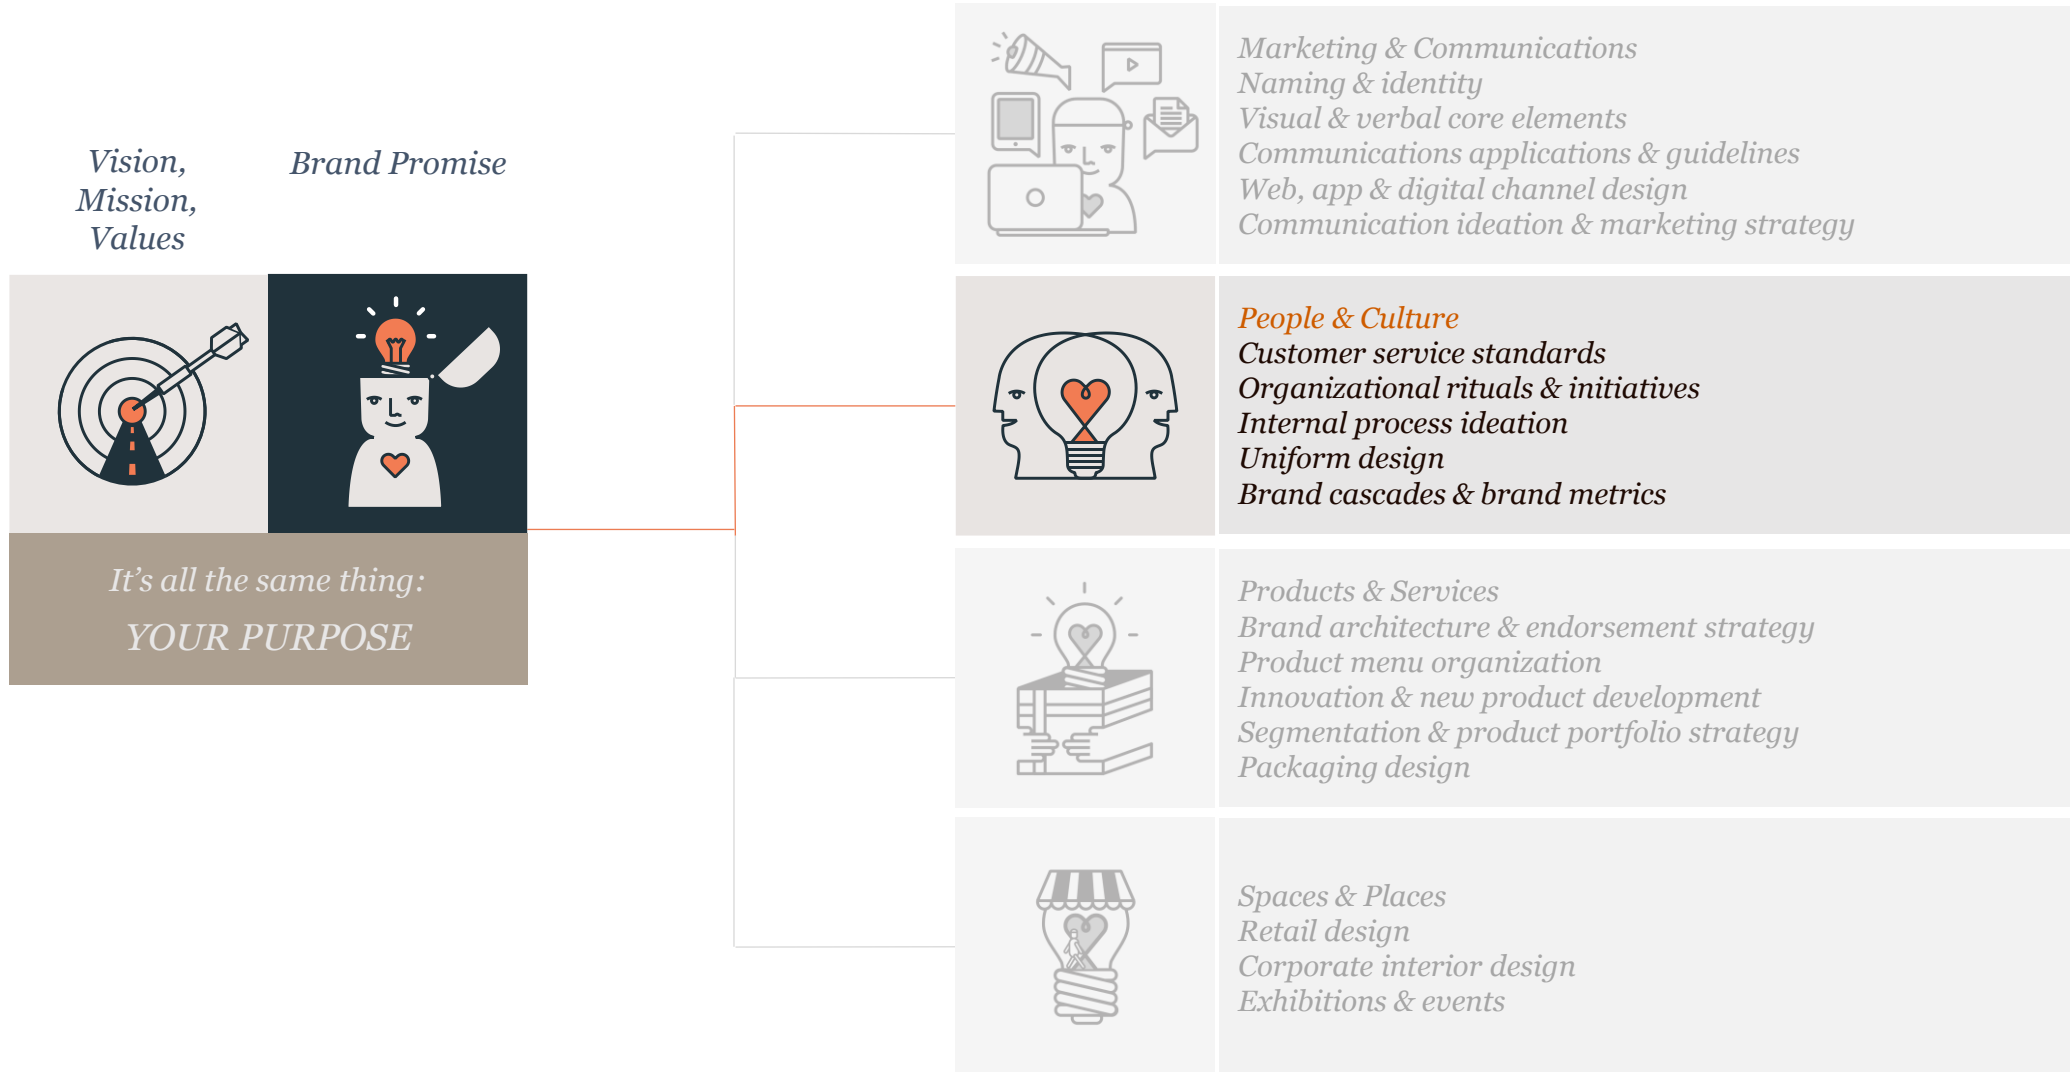 Vision,
Mission,
Values
Brand Promise
It’s all the same thing:
YOUR PURPOSE
Marketing & Communications
Naming & identity
Visual & verbal core elements
Communications applications & guidelines
Web, app & digital channel design
Communication ideation & marketing strategy
People & Culture
Customer service standards
Organizational rituals & initiatives
Internal process ideation
Uniform design
Brand cascades & brand metrics
Products & Services
Brand architecture & endorsement strategy
Product menu organization
Innovation & new product development
Segmentation & product portfolio strategy
Packaging design
Spaces & Places
Retail design
Corporate interior design
Exhibitions & events